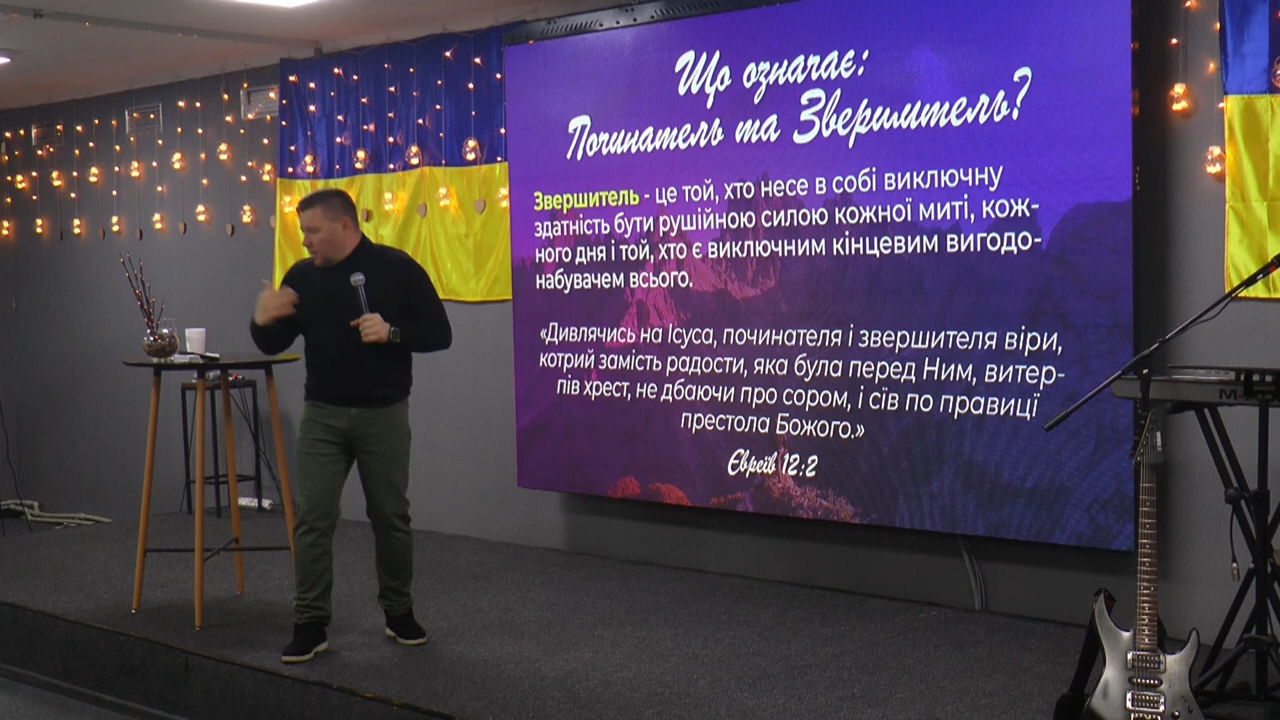 Що означає:
Починатель та Звершитель?
Звершитель - це той, хто несе в собі виключну
здатність бути рушійною силою кожної миті, кож-
ного дня і той, хто є виключним кінцевим вигодо-
набувачем всього.
«Дивлячись на Ісуса, починателя і звершителя віри,
котрий замість радости, яка була перед Ним, витер-
пів хрест, не дбаючи про сором, і сів по правиці
престола Божого.»
Євреїв 12:2